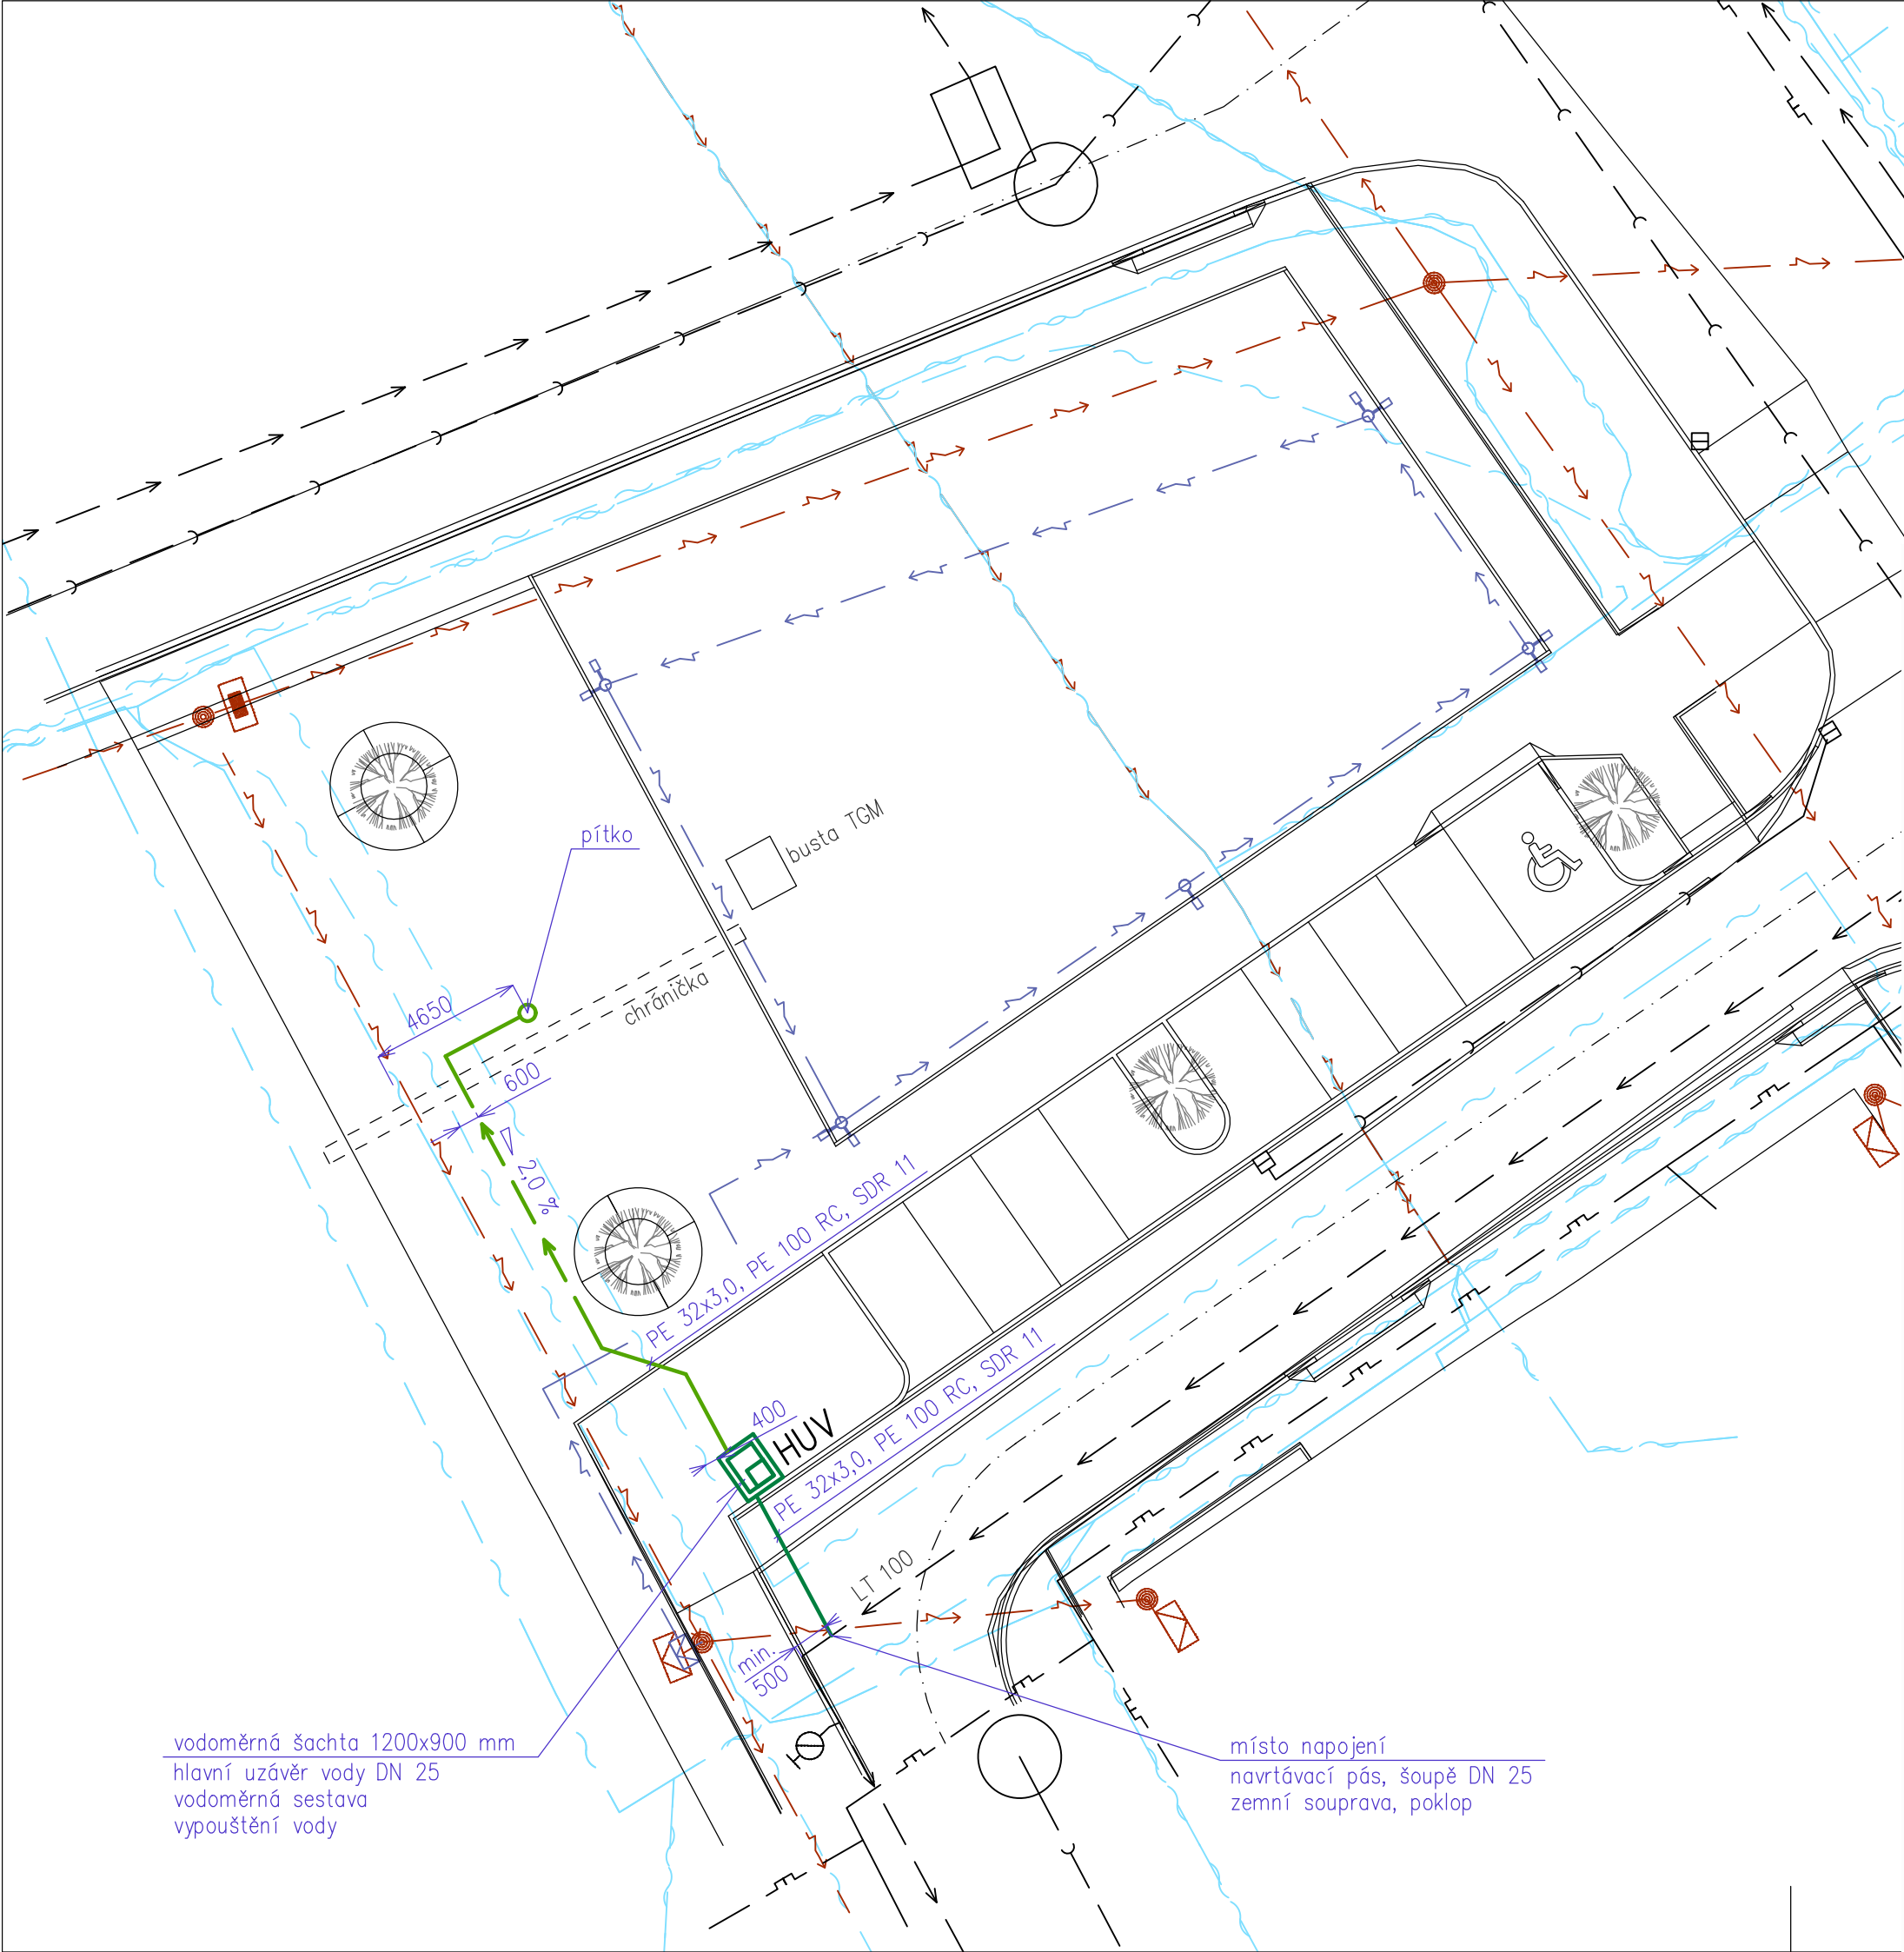 pítko
busta TGM
chránička
4650
600
2,0 %
PE 32x3,0, PE 100 RC, SDR 11
400
HUV
PE 32x3,0, PE 100 RC, SDR 11
LT 100
min.
500
vodoměrná šachta 1200x900 mm
hlavní uzávěr vody DN 25
vodoměrná sestava
vypouštění vody
místo napojení
navrtávací pás, šoupě DN 25
zemní souprava, poklop